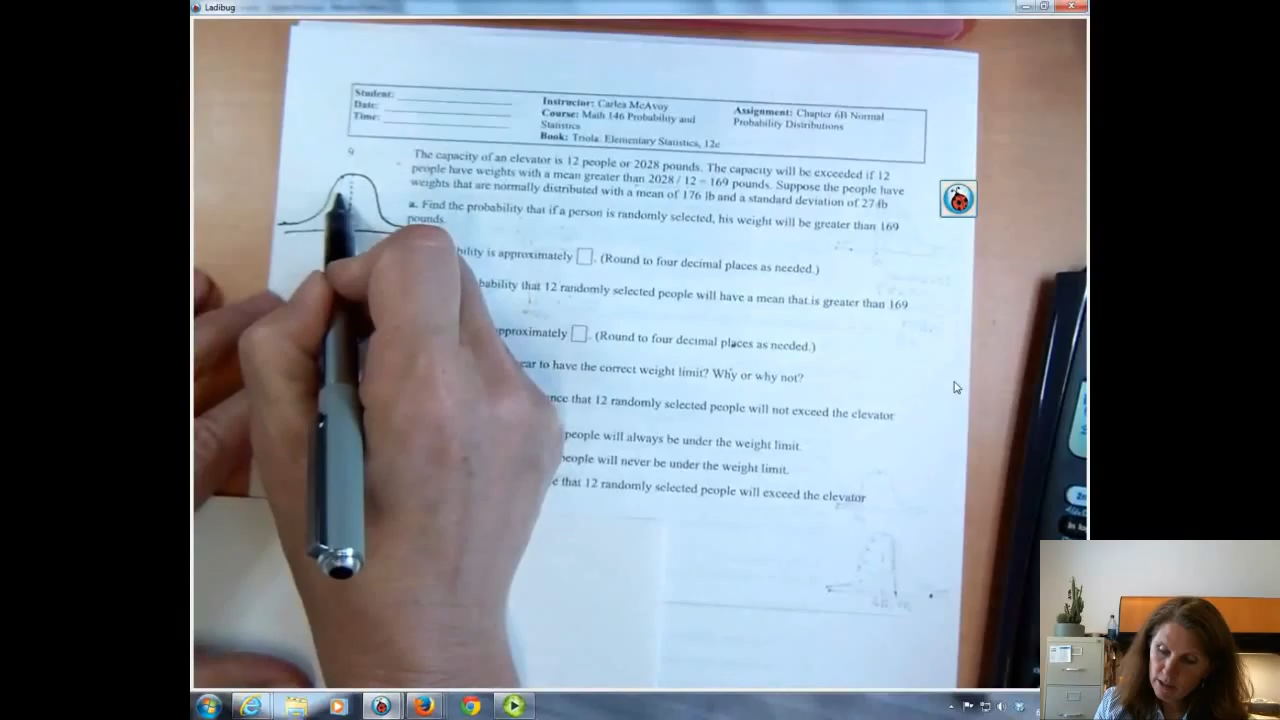 Ladibug
Student:
Date:
Time:
Instructor: Carlea McAvoy
Course: Math 146 Probability and
Statistics
Book: Triola: Elementary Statistics, 12e
Assignment: Chapter 6B Normal
Probability Distributions
9
The capacity of an elevator is 12 people or 2028 pounds. The capacity will be exceeded if 12
people have weights with a mean greater than 2028 / 12 = 169 pounds. Suppose the people have
weights that are normally distributed with a mean of 176 lb and a standard deviation of 27 lb
a. Find the probability that if a person is randomly selected, his weight will be greater than 169
pounds.
bility is approximately . (Round to four decimal places as needed.)
bability that 12 randomly selected people will have a mean that is greater than 169
approximately . (Round to four decimal places as needed.)
ear to have the correct weight limit? Why or why not?
nce that 12 randomly selected people will not exceed the elevator
people will always be under the weight limit.
people will never be under the weight limit.
e that 12 randomly selected people will exceed the elevator